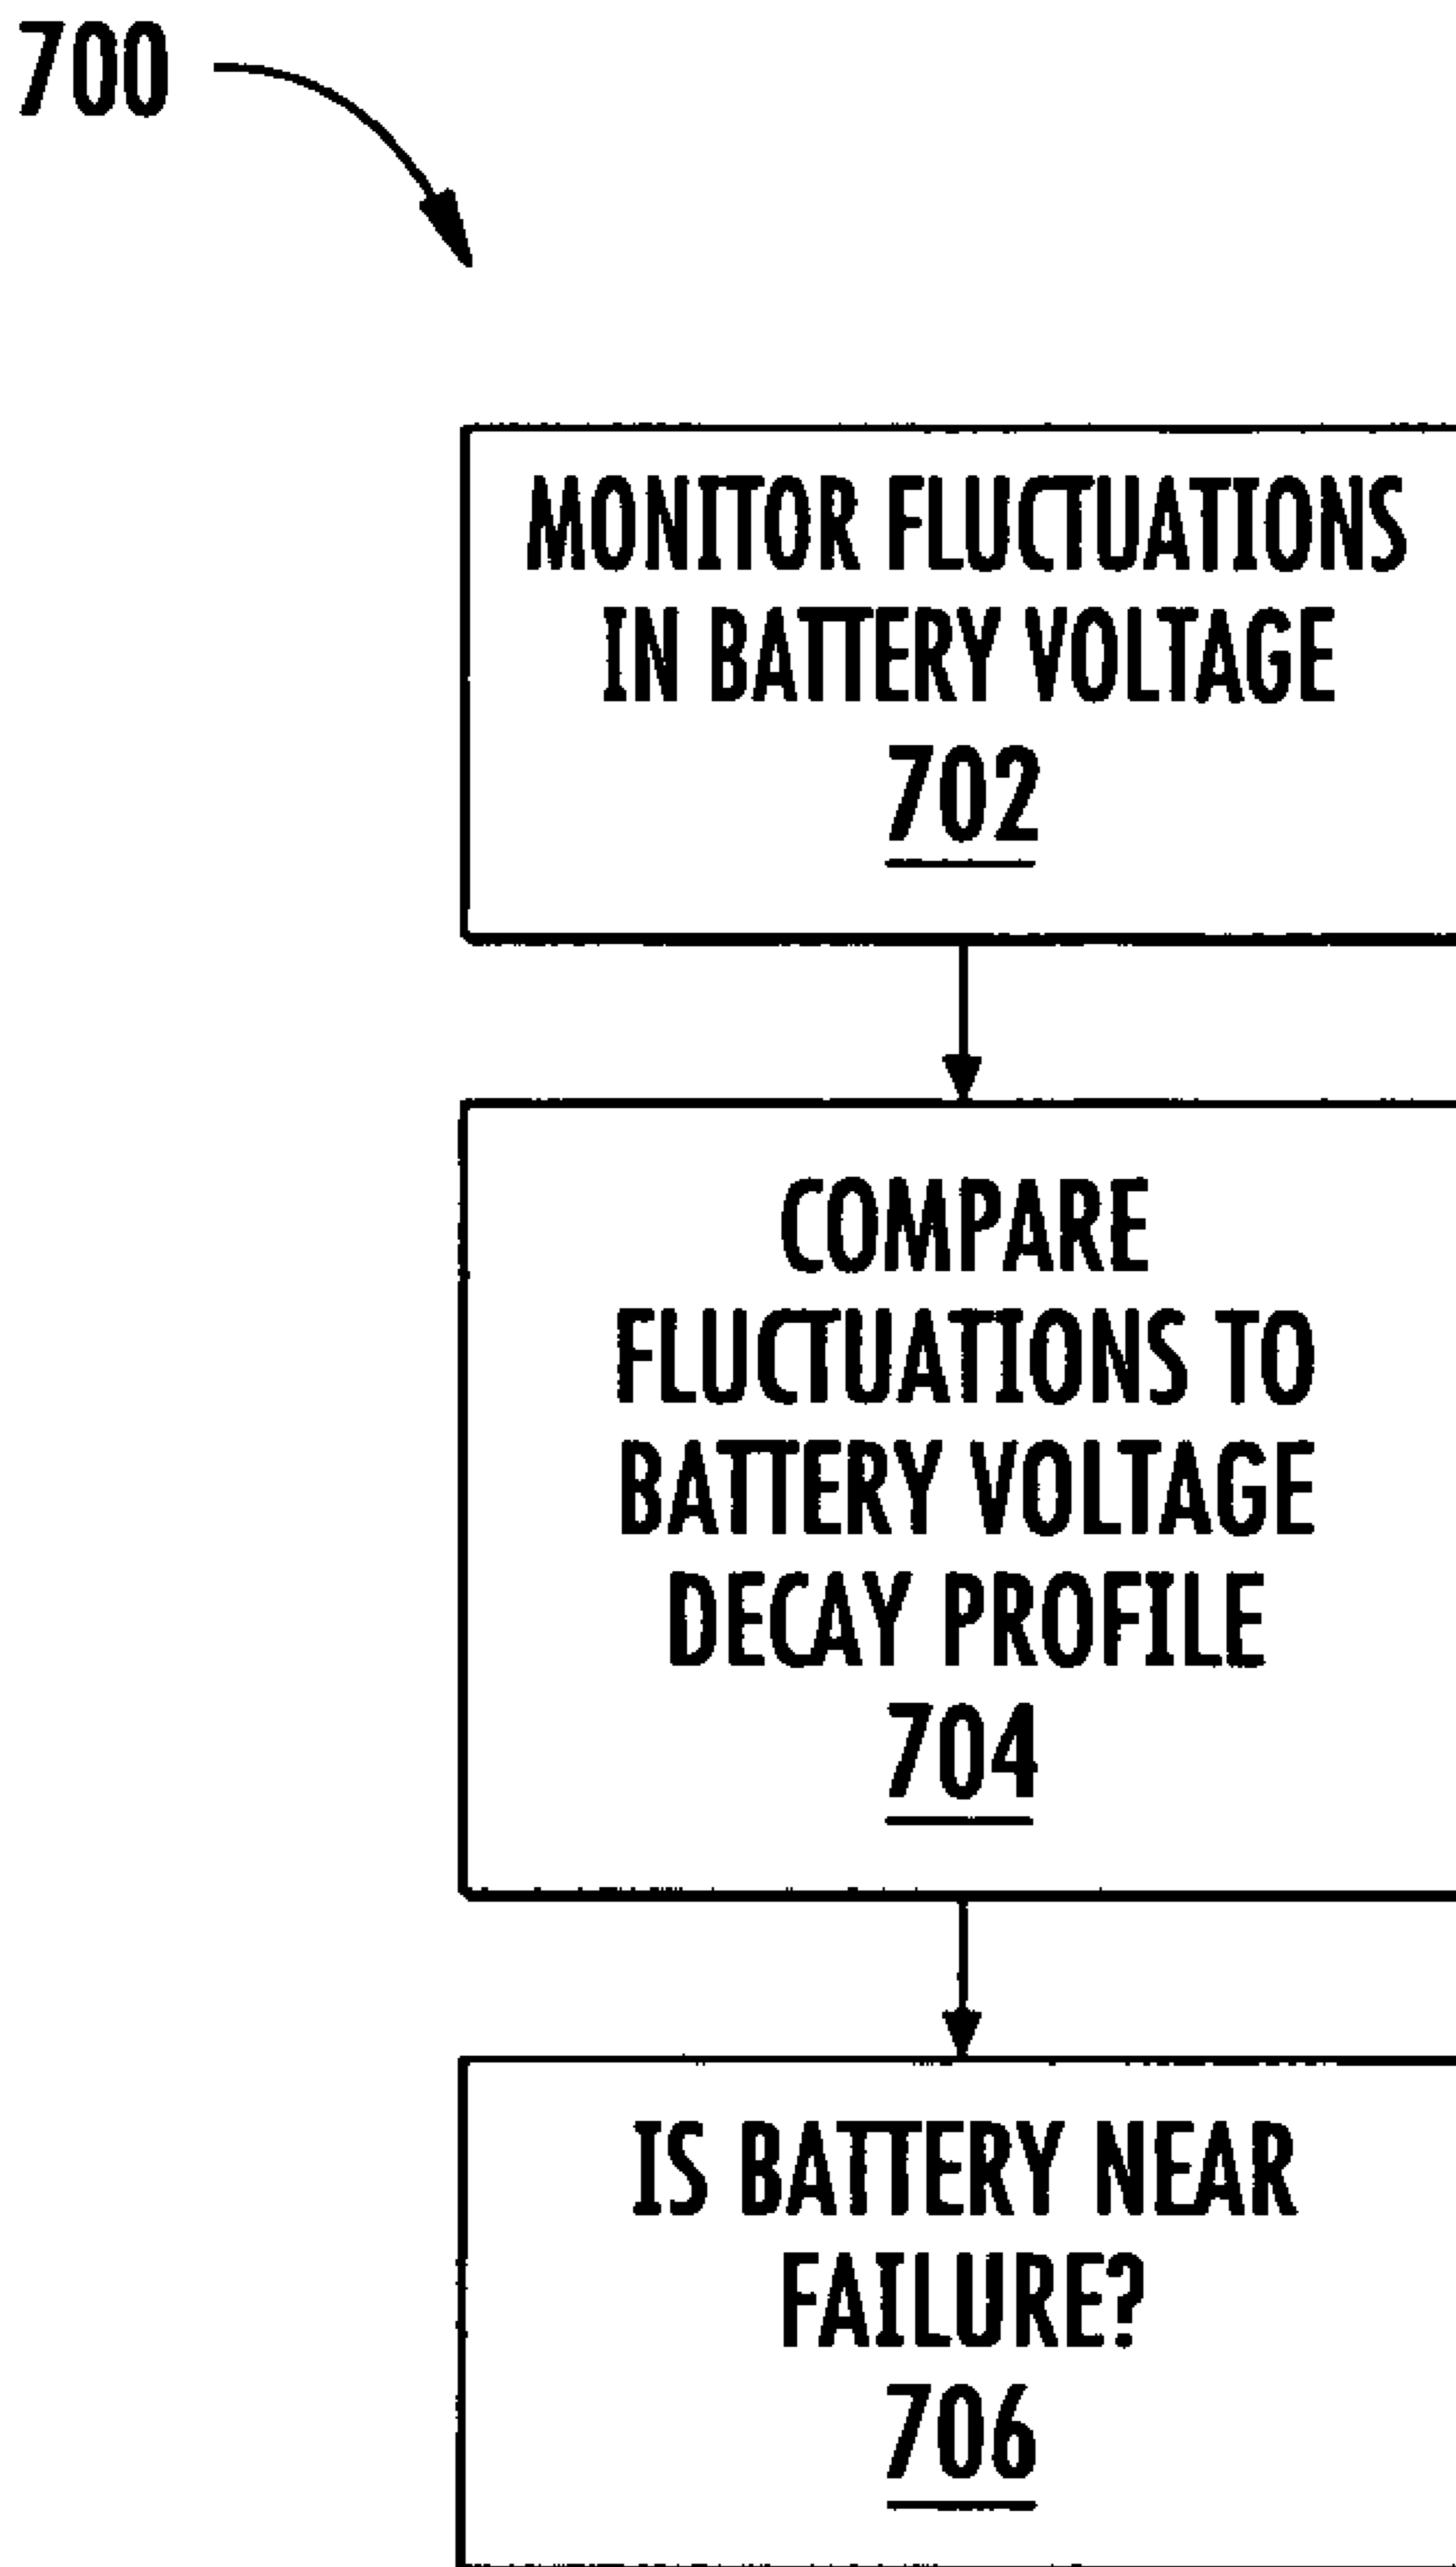 700
MONITOR FLUCTUATIONS
IN BATTERY VOLTAGE
702
COMPARE
FLUCTUATIONS TO
BATTERY VOLTAGE
DECAY PROFILE
704
IS BATTERY NEAR
FAILURE?
706